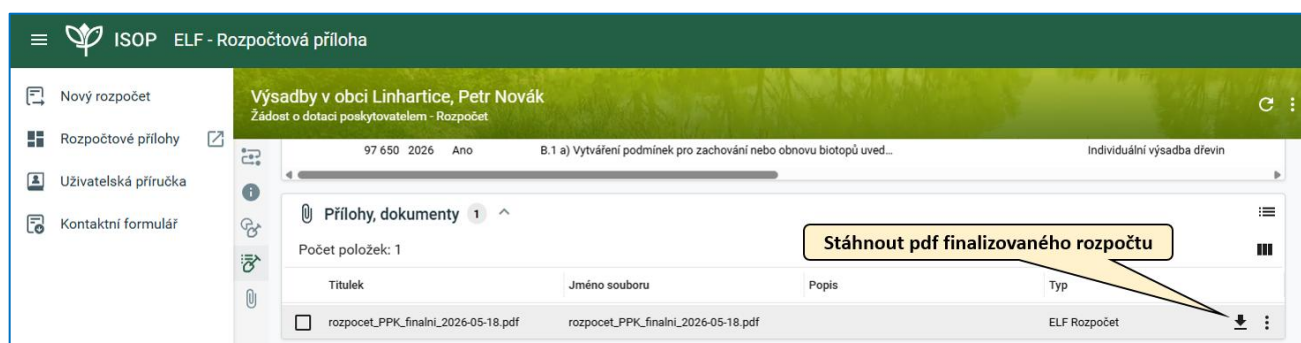 ISOP ELF - Rozpočtová příloha
Nový rozpočet
Rozpočtové přílohy
Uživatelská příručka
Kontaktní formulář
Výsadby v obci Linhartice, Petr Novák
Žádost o dotaci poskytovatelem - Rozpočet
97 650 2026 Ano B.1 a) Vytváření podmínek pro zachování nebo obnovu biotopů uved... Individuální výsadba dřevin
Přílohy, dokumenty 1
Počet položek: 1
Stáhnout pdf finalizovaného rozpočtu
Titulek Jméno souboru Popis Typ
rozpocet_PPK_finalni_2026-05-18.pdf rozpocet_PPK_finalni_2026-05-18.pdf ELF Rozpočet